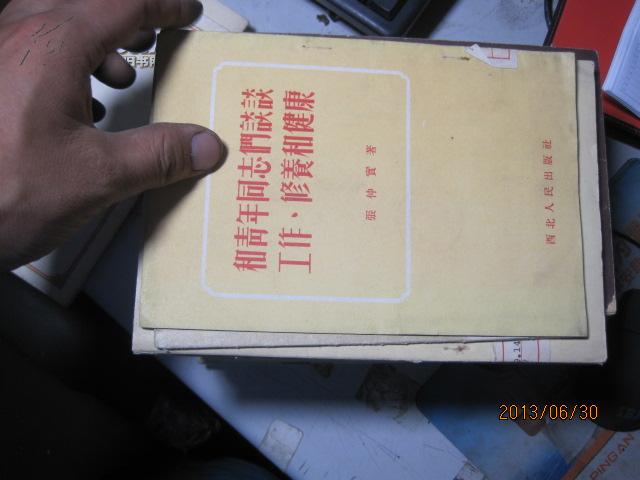 和青年同志們談談
工作、修養和健康
張仲實著
西北人民出版社
2013/06/30
PINGAN